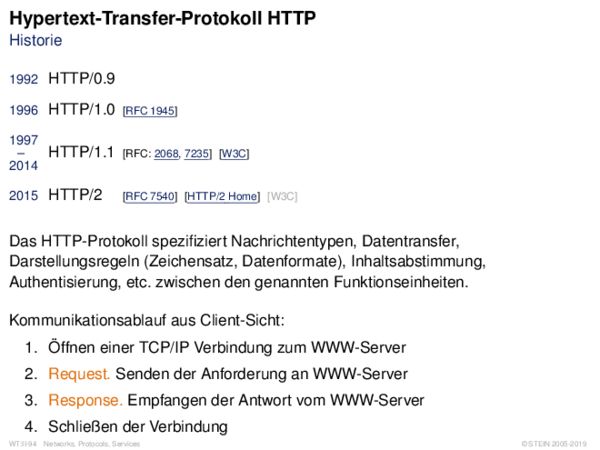 Hypertext-Transfer-Protokoll HTTP
Historie
1992 HTTP/0.9
1996 HTTP/1.0 [RFC 1945]
1997
–
2014
HTTP/1.1 [RFC: 2068, 7235] [W3C]
2015 HTTP/2 [RFC 7540] [HTTP/2 Home] [W3C]
Das HTTP-Protokoll spezifiziert Nachrichtentypen, Datentransfer,
Darstellungsregeln (Zeichensatz, Datenformate), Inhaltsabstimmung,
Authentisierung, etc. zwischen den genannten Funktionseinheiten.
Kommunikationsablauf aus Client-Sicht:
1. Öffnen einer TCP/IP Verbindung zum WWW-Server
2. Request. Senden der Anforderung an WWW-Server
3. Response. Empfangen der Antwort vom WWW-Server
4. Schließen der Verbindung
WT:II-94 Networks, Protocols, Services © STEIN 2005-2019